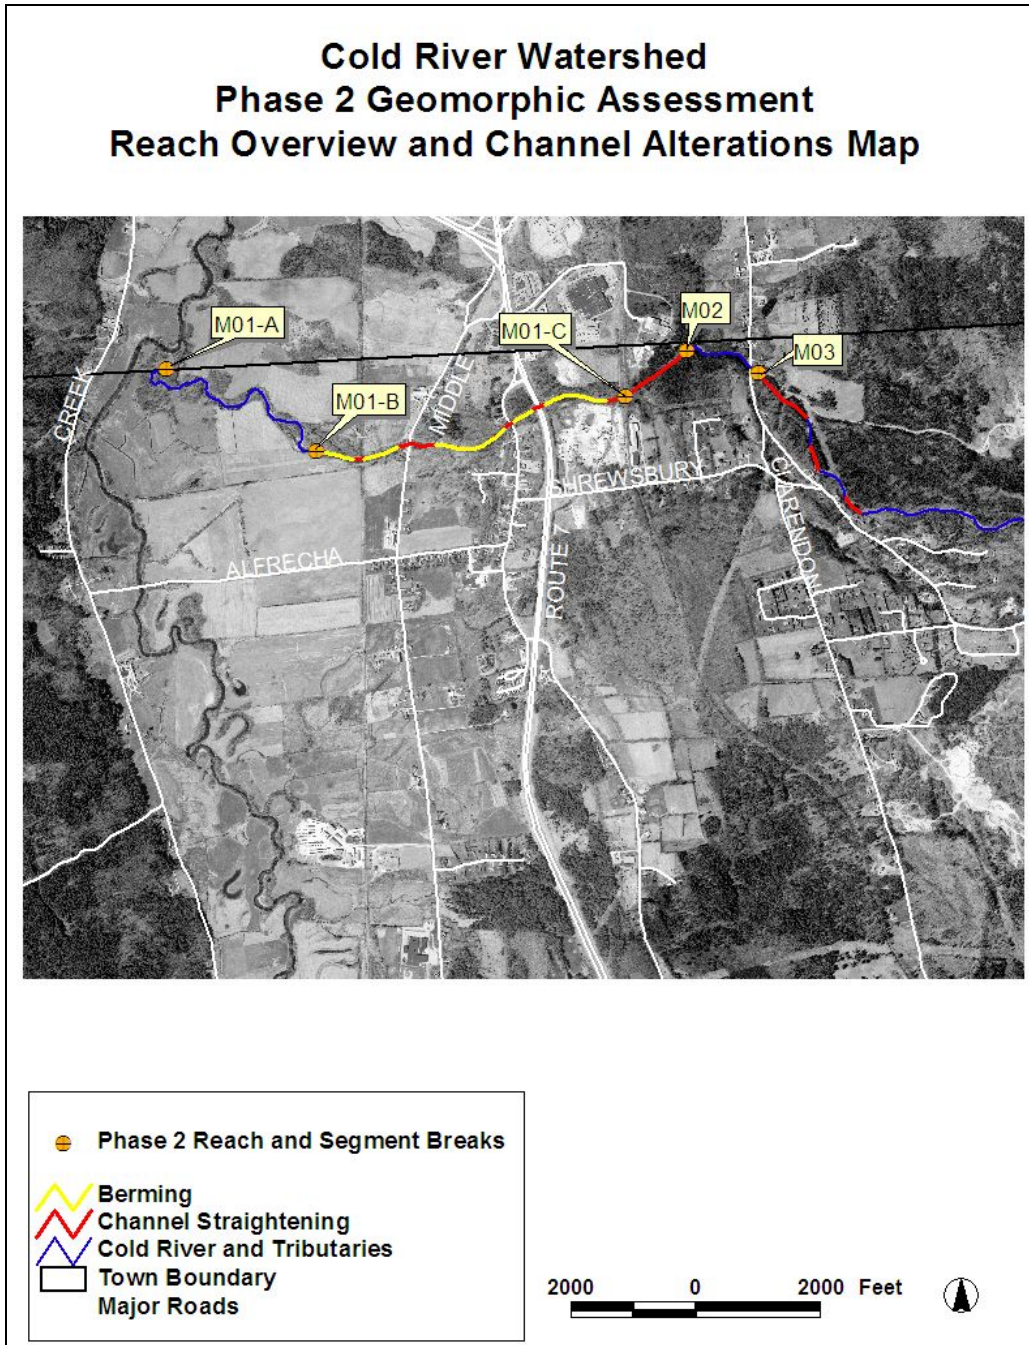 Cold River Watershed
Phase 2 Geomorphic Assessment
Reach Overview and Channel Alterations Map
M01-A
M02
M01-C
M03
CREEK
MIDDLE
M01-B
SHREWSBURY
CLARENDON
ALFRECHA
ROUTE 7
Phase 2 Reach and Segment Breaks
Berming
Channel Straightening
Cold River and Tributaries
Town Boundary
Major Roads
2000 0 2000 Feet